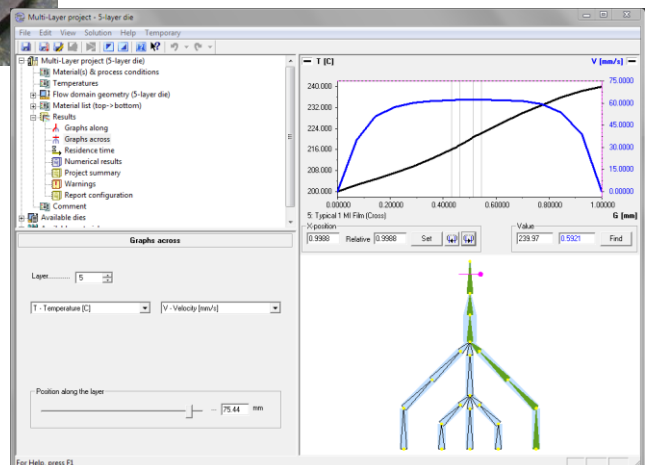 Multi-Layer project - 5-layer die
File Edit View Solution Help Temporary
Multi-Layer project (5-layer die)
Material(s) & process conditions
Temperatures
Flow domain geometry (5-layer die)
Material list (top->bottom)
Results
Graphs along
Graphs across
Residence time
Numerical results
Project summary
Warnings
Report configuration
Comment
Available dies
Graphs across
Layer........... 5
T - Temperature [C] V - Velocity [mm/s]
Position along the layer
... 75.44 mm
For Help, press F1
T [C] V [mm/s]
240.000 75.0000
232.000 60.0000
224.000 45.0000
216.000 30.0000
208.000 15.0000
200.000 0.00000
0.00000 0.20000 0.40000 0.60000 0.80000 1.00000
G [mm]
5: Typical 1 MI Film (Cross)
X-position Value
0.9988 Relative 0.9988 Set 239.97 0.5921 Find